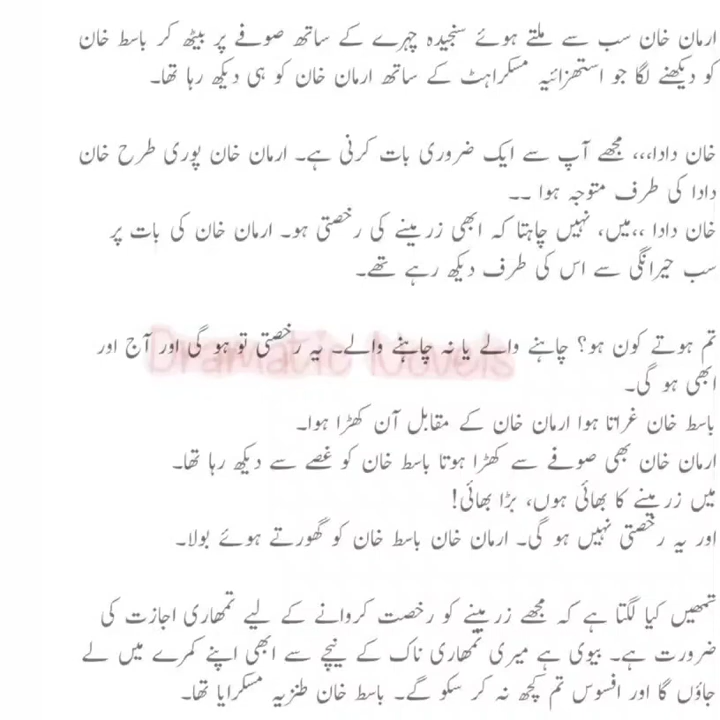 ارمان خان سب سے ملتے ہوئے سنجیدہ چہرے کے ساتھ صوفے پر بیٹھ کر باسط خان
کو دیکھنے لگا جو استہزائیہ مسکراہٹ کے ساتھ ارمان خان کو ہی دیکھ رہا تھا۔
خان دادا،،، مجھے آپ سے ایک ضروری بات کرنی ہے۔ ارمان خان پوری طرح خان
دادا کی طرف متوجہ ہوا ۔۔
خان دادا ،،میں، نہیں چاہتا کہ ابھی زرمینے کی رخصتی ہو۔ ارمان خان کی بات پر
سب حیرانگی سے اس کی طرف دیکھ رہے تھے۔
تم ہوتے کون ہو؟ چاہنے والے یا نہ چاہنے والے۔ یہ رخصتی تو ہو گی اور آج اور
Dramatic Novels
ابھی ہو گی۔
باسط خان غراتا ہوا ارمان خان کے مقابل آن کھڑا ہوا۔
ارمان خان بھی صوفے سے کھڑا ہوتا باسط خان کو غصے سے دیکھ رہا تھا۔
میں زرمینے کا بھائی ہوں، بڑا بھائی!
اور یہ رخصتی نہیں ہو گی۔ ارمان خان باسط خان کو گھورتے ہوئے بولا۔
تمھیں کیا لگتا ہے کہ مجھے زرمینے کو رخصت کروانے کے لیے تمھاری اجازت کی
ضرورت ہے۔ بیوی ہے میری تمھاری ناک کے نیچے سے ابھی اپنے کمرے میں لے
جاؤں گا اور افسوس تم کچھ نہ کر سکو گے۔ باسط خان طنزیہ مسکرایا تھا۔